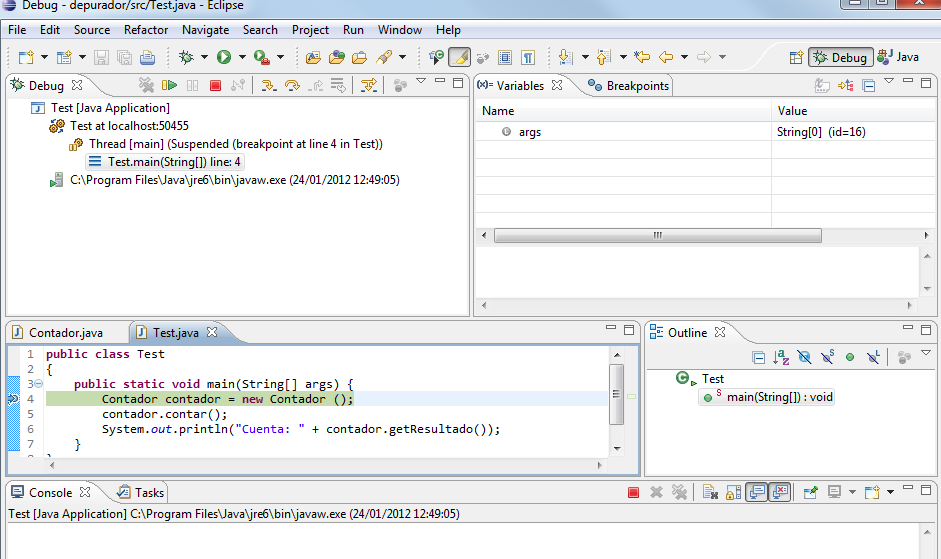 Debug - depurador/src/Test.java - Eclipse
File Edit Source Refactor Navigate Search Project Run Window Help
Debug Java
Debug
Test [Java Application]
Test at localhost:50455
Thread [main] (Suspended (breakpoint at line 4 in Test))
Test.main(String[]) line: 4
C:\Program Files\Java\jre6\bin\javaw.exe (24/01/2012 12:49:05)
(x)= Variables Breakpoints
Name Value
args String[0] (id=16)
Contador.java Test.java
1 public class Test
2 {
3 public static void main(String[] args) {
4 Contador contador = new Contador ();
5 contador.contar();
6 System.out.println("Cuenta: " + contador.getResultado());
7 }
Outline
Test
main(String[]) : void
Console Tasks
Test [Java Application] C:\Program Files\Java\jre6\bin\javaw.exe (24/01/2012 12:49:05)